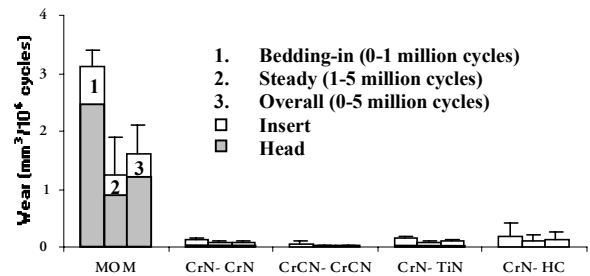 4
3
2
1
0
Wear (mm³/10⁶ cycles)
1. Bedding-in (0-1 million cycles)
2. Steady (1-5 million cycles)
3. Overall (0-5 million cycles)
Insert
Head
1
2
3
MOM
CrN- CrN
CrCN- CrCN
CrN- TiN
CrN- HC